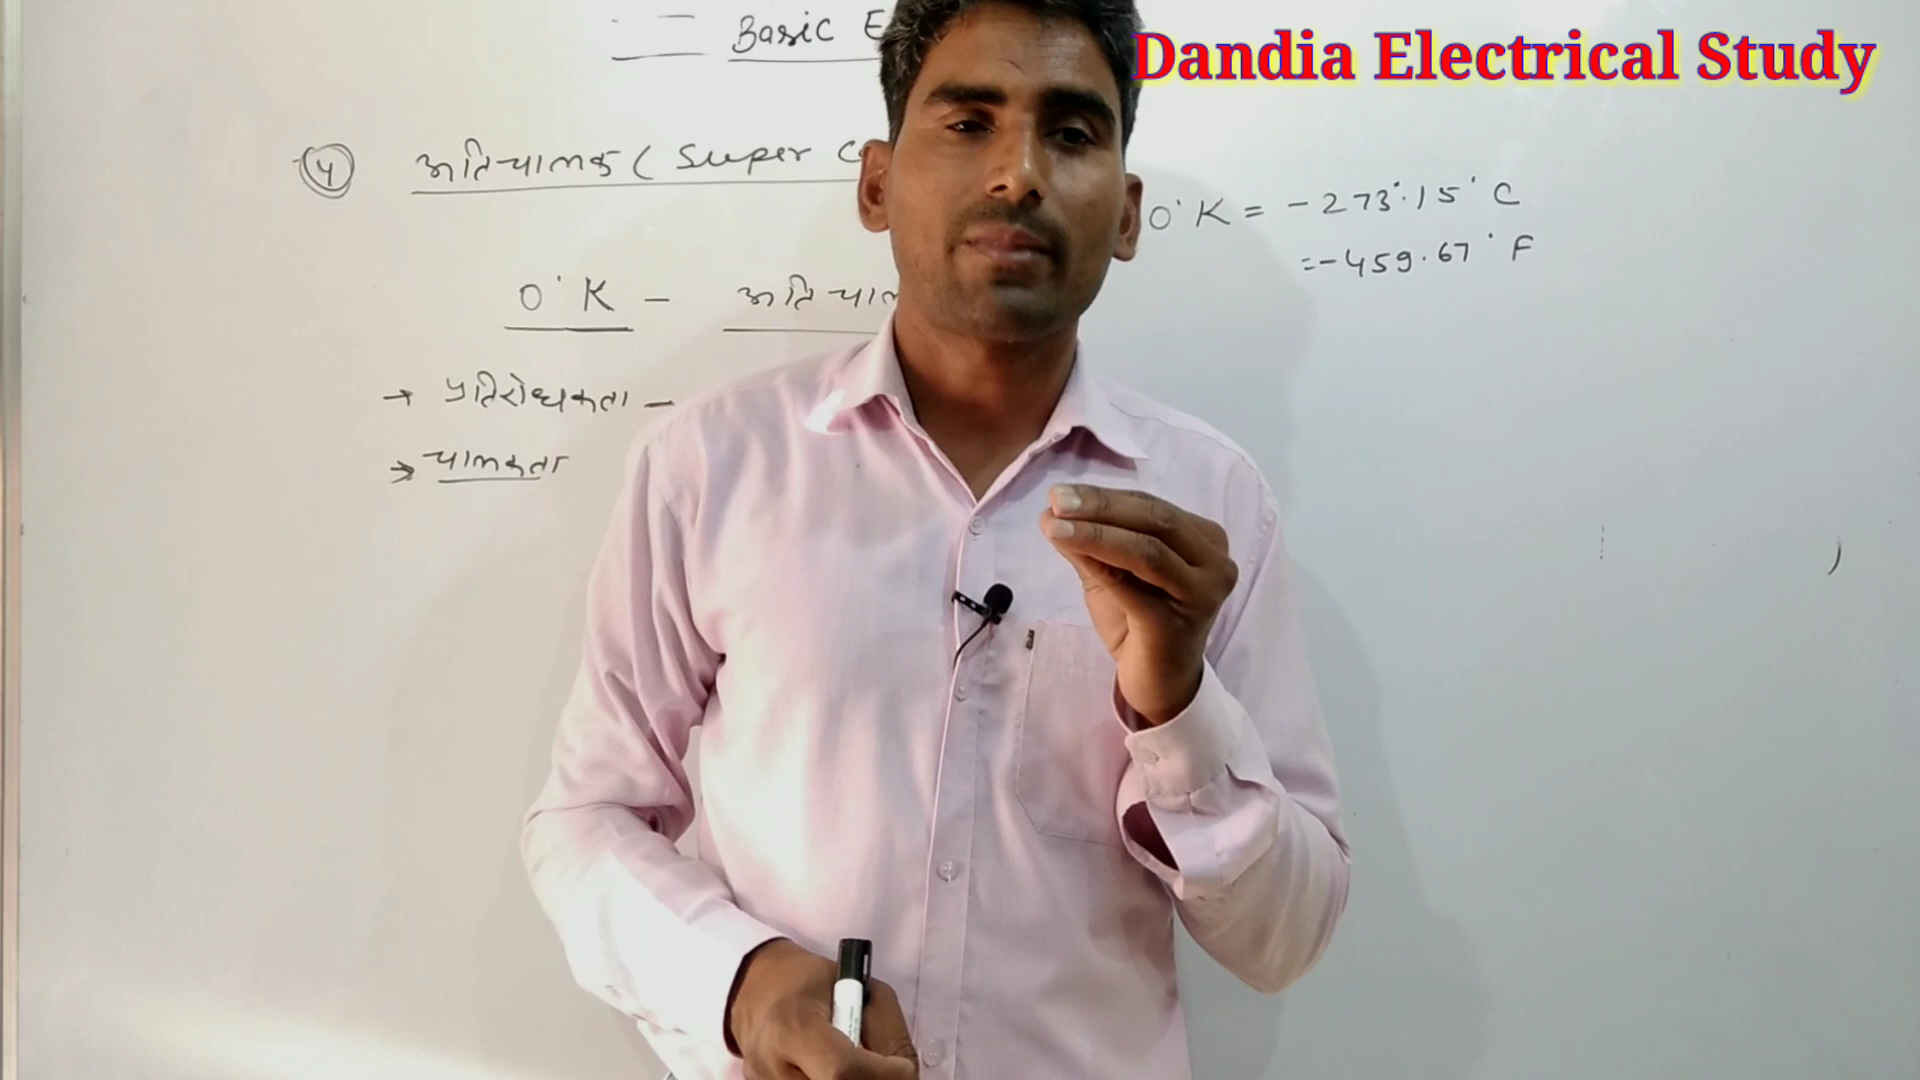 Basic E
Dandia Electrical Study
(4) अतिचालक ( Super C
0°K = -273.15°C
= -459.67°F
0°K - अतिचाल
→ प्रतिरोधकता -
→ चालकता